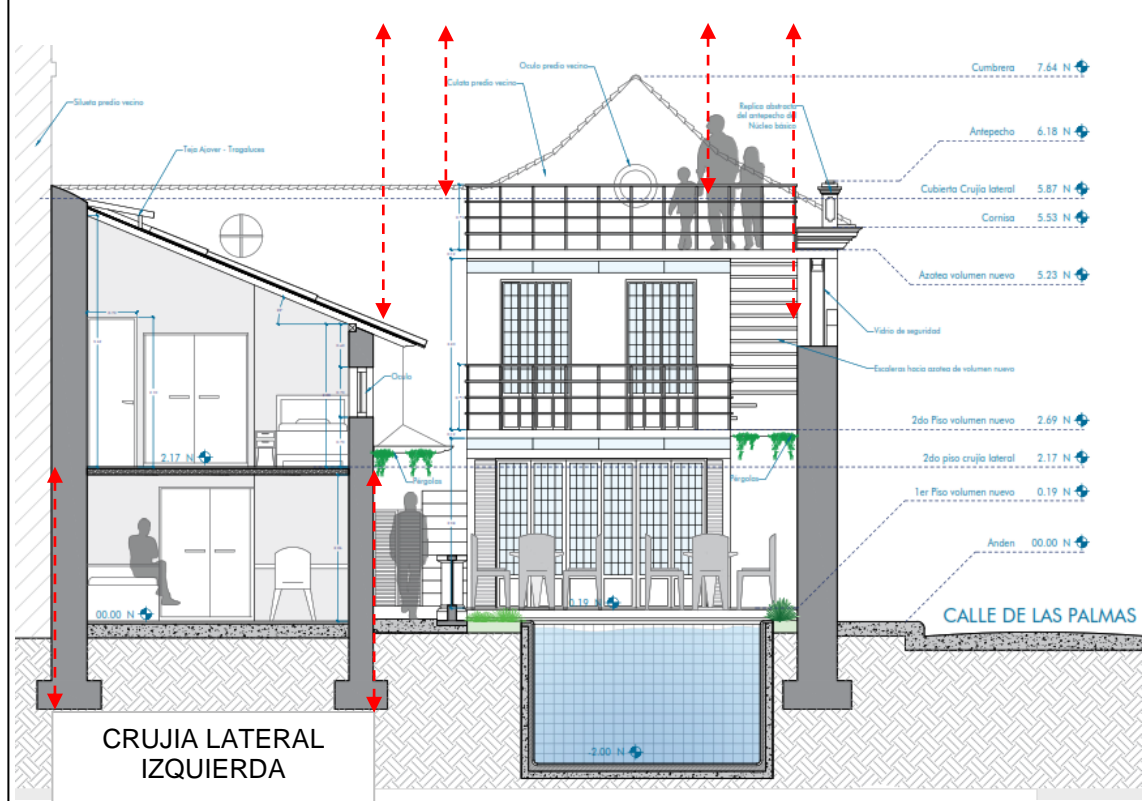 Cumbrera 7.64 N
Oculo predio vecino
Culata predio vecino
Silueta predio vecino
Replica abstracta
del antepecho de
Núcleo básico
Antepecho 6.18 N
Teja Ajover - Tragaluces
Cubierta Crujía lateral 5.87 N
Cornisa 5.53 N
Azotea volumen nuevo 5.23 N
Vidrio de seguridad
Escaleras hacia azotea de volumen nuevo
Oculo
2do Piso volumen nuevo 2.69 N
2.17 N
2do piso crujía lateral 2.17 N
Pergolas
Pergolas
1er Piso volumen nuevo 0.19 N
Anden 00.00 N
00.00 N
0.19 N
CALLE DE LAS PALMAS
-2.00 N
CRUJIA LATERAL
IZQUIERDA